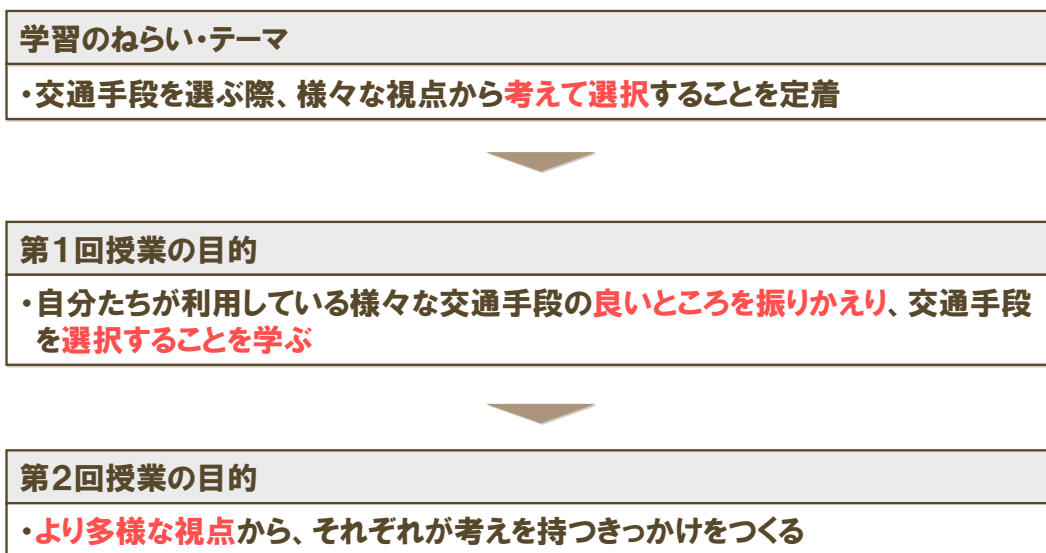 学習のねらい・テーマ
・交通手段を選ぶ際、様々な視点から考えて選択することを定着
第1回授業の目的
・自分たちが利用している様々な交通手段の良いところを振りかえり、交通手段
を選択することを学ぶ
第2回授業の目的
・より多様な視点から、それぞれが考えを持つきっかけをつくる